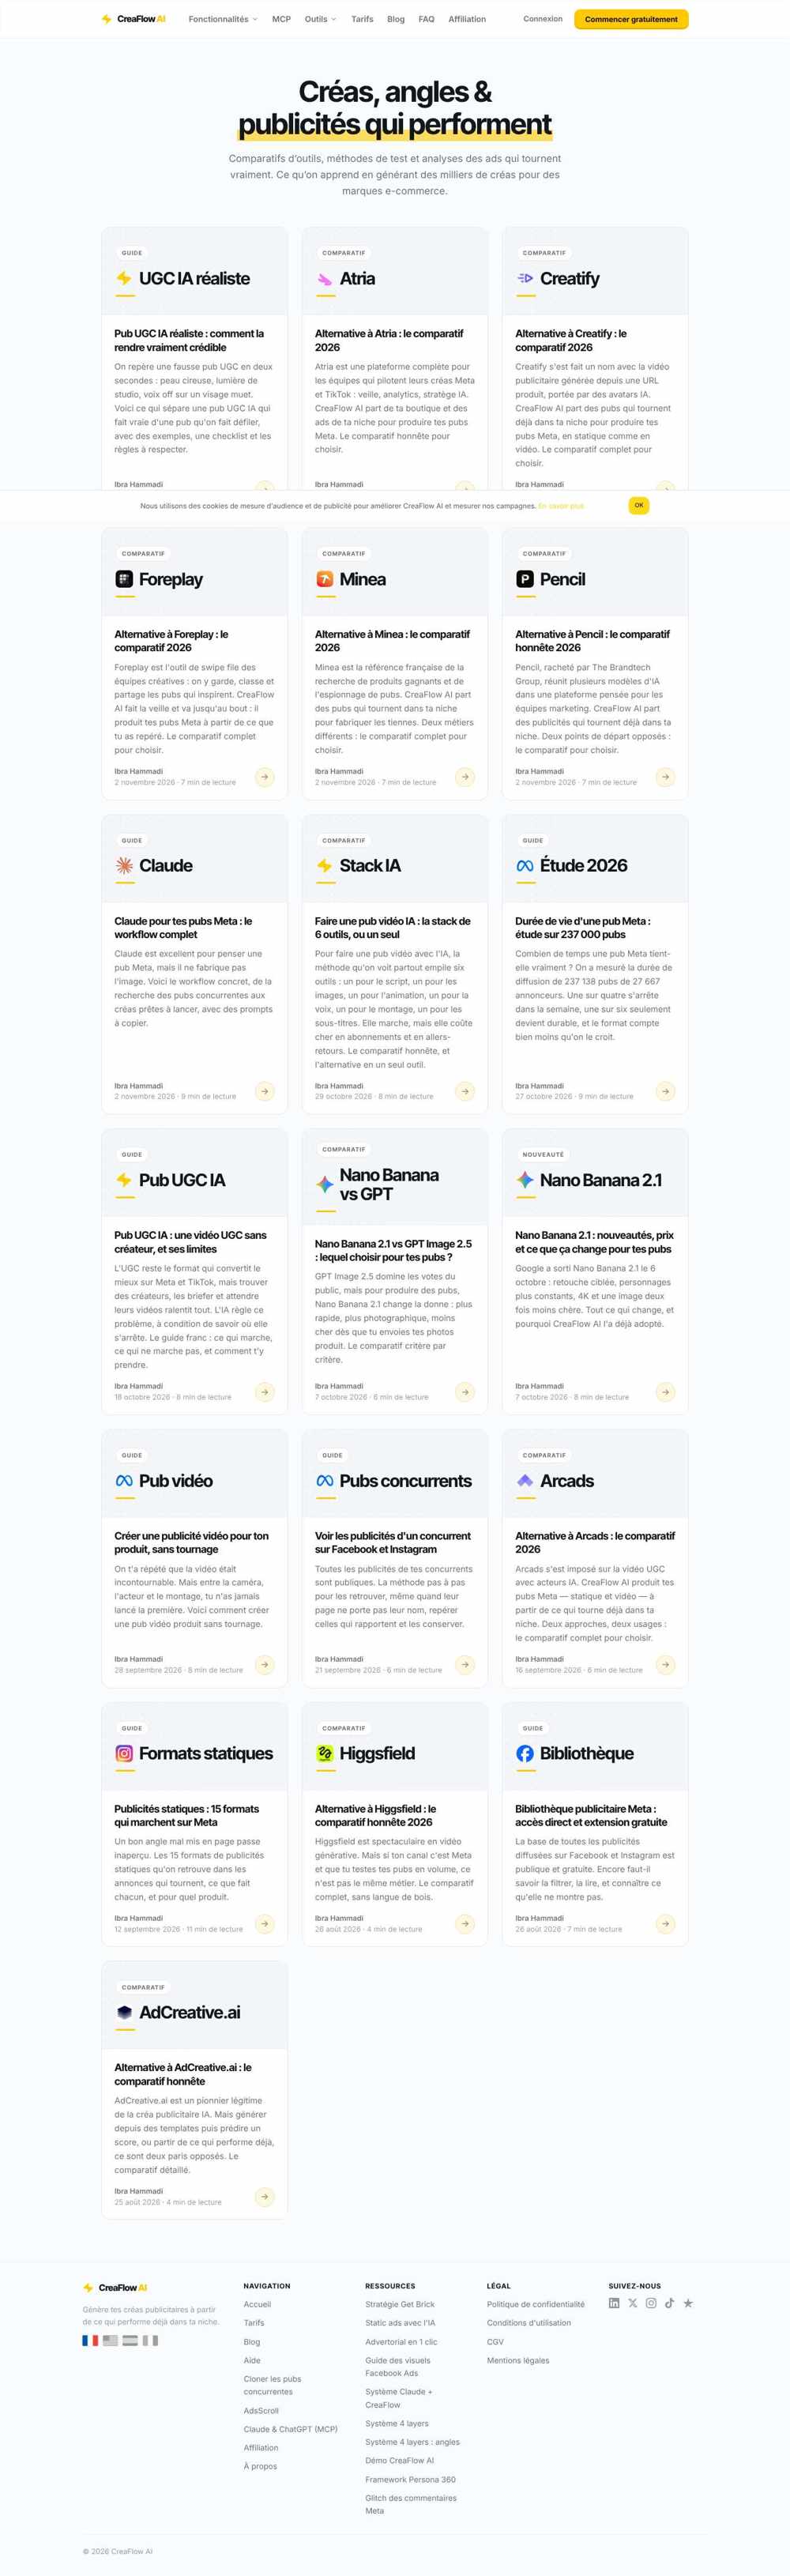 CreaFlow AI
Fonctionnalités
MCP
Outils
Tarifs
Blog
FAQ
Affiliation
Connexion
Commencer gratuitement
Créas, angles &
publicités qui performent
Comparatifs d'outils, méthodes de test et analyses des ads qui tournent
vraiment. Ce qu'on apprend en générant des milliers de créas pour des
marques e-commerce.
GUIDE
UGC IA réaliste
Pub UGC IA réaliste : comment la
rendre vraiment crédible
On repère une fausse pub UGC en deux
secondes : peau cireuse, lumière de
studio, voix off sur un visage muet.
Voici ce qui sépare une pub UGC IA qui
fait vraie d'une pub qu'on fait défiler,
avec des exemples, une checklist et les
règles à respecter.
Ibra Hammadi
COMPARATIF
Atria
Alternative à Atria : le comparatif
2026
Atria est une plateforme complète pour
les équipes qui pilotent leurs créas Meta
et TikTok : veille, analytics, stratège IA.
CreaFlow AI part de ta boutique et des
ads de ta niche pour produire tes pubs
Meta. Le comparatif honnête pour
choisir.
Ibra Hammadi
COMPARATIF
Creatify
Alternative à Creatify : le
comparatif 2026
Creatify s'est fait un nom avec la vidéo
publicitaire générée depuis une URL
produit, portée par des avatars IA.
CreaFlow AI part des pubs qui tournent
déjà dans ta niche pour produire tes
pubs Meta, en statique comme en
vidéo. Le comparatif complet pour
choisir.
Ibra Hammadi
Nous utilisons des cookies de mesure d'audience et de publicité pour améliorer CreaFlow AI et mesurer nos campagnes. En savoir plus.
OK
COMPARATIF
Foreplay
Alternative à Foreplay : le
comparatif 2026
Foreplay est l'outil de swipe file des
équipes créatives : on y garde, classe et
partage les pubs qui inspirent. CreaFlow
AI fait la veille et va jusqu'au bout : il
produit tes pubs Meta à partir de ce que
tu as repéré. Le comparatif complet
pour choisir.
Ibra Hammadi
2 novembre 2026 · 7 min de lecture
COMPARATIF
Minea
Alternative à Minea : le comparatif
2026
Minea est la référence française de la
recherche de produits gagnants et de
l'espionnage de pubs. CreaFlow AI part
des pubs qui tournent dans ta niche
pour fabriquer les tiennes. Deux métiers
différents : le comparatif complet pour
choisir.
Ibra Hammadi
2 novembre 2026 · 7 min de lecture
COMPARATIF
Pencil
Alternative à Pencil : le comparatif
honnête 2026
Pencil, racheté par The Brandtech
Group, réunit plusieurs modèles d'IA
dans une plateforme pensée pour les
équipes marketing. CreaFlow AI part
des publicités qui tournent déjà dans ta
niche. Deux points de départ opposés :
le comparatif pour choisir.
Ibra Hammadi
2 novembre 2026 · 7 min de lecture
GUIDE
Claude
Claude pour tes pubs Meta : le
workflow complet
Claude est excellent pour penser une
pub Meta, mais il ne fabrique pas
l'image. Voici le workflow concret, de la
recherche des pubs concurrentes aux
créas prêtes à lancer, avec des prompts
à copier.
Ibra Hammadi
2 novembre 2026 · 9 min de lecture
COMPARATIF
Stack IA
Faire une pub vidéo IA : la stack de
6 outils, ou un seul
Pour faire une pub vidéo avec l'IA, la
méthode qu'on voit partout empile six
outils : un pour le script, un pour les
images, un pour l'animation, un pour la
voix, un pour le montage, un pour les
sous-titres. Elle marche, mais elle coûte
cher en abonnements et en allers-
retours. Le comparatif honnête, et
l'alternative en un seul outil.
Ibra Hammadi
29 octobre 2026 · 8 min de lecture
GUIDE
Étude 2026
Durée de vie d'une pub Meta :
étude sur 237 000 pubs
Combien de temps une pub Meta tient-
elle vraiment ? On a mesuré la durée de
diffusion de 237 138 pubs de 27 667
annonceurs. Une sur quatre s'arrête
dans la semaine, une sur six seulement
devient durable, et le format compte
bien moins qu'on le croit.
Ibra Hammadi
27 octobre 2026 · 9 min de lecture
GUIDE
Pub UGC IA
Pub UGC IA : une vidéo UGC sans
créateur, et ses limites
L'UGC reste le format qui convertit le
mieux sur Meta et TikTok, mais trouver
des créateurs, les briefer et attendre
leurs vidéos ralentit tout. L'IA règle ce
problème, à condition de savoir où elle
s'arrête. Le guide franc : ce qui marche,
ce qui ne marche pas, et comment t'y
prendre.
Ibra Hammadi
18 octobre 2026 · 8 min de lecture
COMPARATIF
Nano Banana
vs GPT
Nano Banana 2.1 vs GPT Image 2.5
: lequel choisir pour tes pubs ?
GPT Image 2.5 domine les votes du
public, mais pour produire des pubs,
Nano Banana 2.1 change la donne : plus
rapide, plus photographique, moins
cher dès que tu envoies tes photos
produit. Le comparatif critère par
critère.
Ibra Hammadi
7 octobre 2026 · 6 min de lecture
NOUVEAUTÉ
Nano Banana 2.1
Nano Banana 2.1 : nouveautés, prix
et ce que ça change pour tes pubs
Google a sorti Nano Banana 2.1 le 6
octobre : retouche ciblée, personnages
plus constants, 4K et une image deux
fois moins chère. Tout ce qui change, et
pourquoi CreaFlow AI l'a déjà adopté.
Ibra Hammadi
7 octobre 2026 · 8 min de lecture
GUIDE
Pub vidéo
Créer une publicité vidéo pour ton
produit, sans tournage
On t'a répété que la vidéo était
incontournable. Mais entre la caméra,
l'acteur et le montage, tu n'as jamais
lancé la première. Voici comment créer
une pub vidéo produit sans tournage.
Ibra Hammadi
28 septembre 2026 · 8 min de lecture
GUIDE
Pubs concurrents
Voir les publicités d'un concurrent
sur Facebook et Instagram
Toutes les publicités de tes concurrents
sont publiques. La méthode pas à pas
pour les retrouver, même quand leur
page ne porte pas leur nom, repérer
celles qui rapportent et les conserver.
Ibra Hammadi
21 septembre 2026 · 6 min de lecture
COMPARATIF
Arcads
Alternative à Arcads : le comparatif
2026
Arcads s'est imposé sur la vidéo UGC
avec acteurs IA. CreaFlow AI produit tes
pubs Meta — statique et vidéo — à
partir de ce qui tourne déjà dans ta
niche. Deux approches, deux usages :
le comparatif complet pour choisir.
Ibra Hammadi
16 septembre 2026 · 6 min de lecture
GUIDE
Formats statiques
Publicités statiques : 15 formats
qui marchent sur Meta
Un bon angle mal mis en page passe
inaperçu. Les 15 formats de publicités
statiques qu'on retrouve dans les
annonces qui tournent, ce que fait
chacun, et pour quel produit.
Ibra Hammadi
12 septembre 2026 · 11 min de lecture
COMPARATIF
Higgsfield
Alternative à Higgsfield : le
comparatif honnête 2026
Higgsfield est spectaculaire en vidéo
générative. Mais si ton canal c'est Meta
et que tu testes tes pubs en volume, ce
n'est pas le même métier. Le comparatif
complet, sans langue de bois.
Ibra Hammadi
26 août 2026 · 4 min de lecture
GUIDE
Bibliothèque
Bibliothèque publicitaire Meta :
accès direct et extension gratuite
La base de toutes les publicités
diffusées sur Facebook et Instagram est
publique et gratuite. Encore faut-il
savoir la filtrer, la lire, et connaître ce
qu'elle ne montre pas.
Ibra Hammadi
26 août 2026 · 7 min de lecture
COMPARATIF
AdCreative.ai
Alternative à AdCreative.ai : le
comparatif honnête
AdCreative.ai est un pionnier légitime
de la créa publicitaire IA. Mais générer
depuis des templates puis prédire un
score, ou partir de ce qui performe déjà,
ce sont deux paris opposés. Le
comparatif détaillé.
Ibra Hammadi
25 août 2026 · 4 min de lecture
CreaFlow AI
Génère tes créas publicitaires à partir
de ce qui performe déjà dans ta niche.
NAVIGATION
Accueil
Tarifs
Blog
Aide
Cloner les pubs
concurrentes
AdsScroll
Claude & ChatGPT (MCP)
Affiliation
À propos
RESSOURCES
Stratégie Get Brick
Static ads avec l'IA
Advertorial en 1 clic
Guide des visuels
Facebook Ads
Système Claude +
CreaFlow
Système 4 layers
Système 4 layers : angles
Démo CreaFlow AI
Framework Persona 360
Glitch des commentaires
Meta
LÉGAL
Politique de confidentialité
Conditions d'utilisation
CGV
Mentions légales
SUIVEZ-NOUS
© 2026 CreaFlow AI